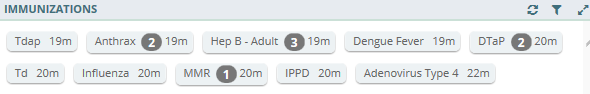 IMMUNIZATIONS
Tdap 19m Anthrax 2 19m Hep B - Adult 3 19m Dengue Fever 19m DTaP 2 20m
Td 20m Influenza 20m MMR 1 20m IPPD 20m Adenovirus Type 4 22m